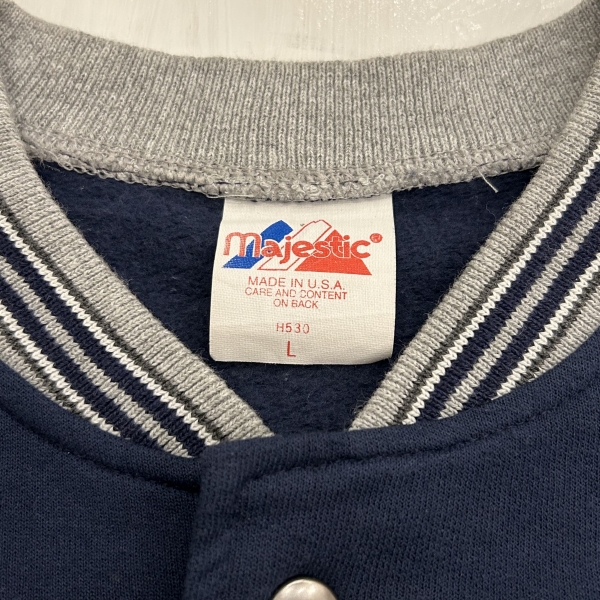 Majestic®
MADE IN U.S.A.
CARE AND CONTENT
ON BACK
H530
L